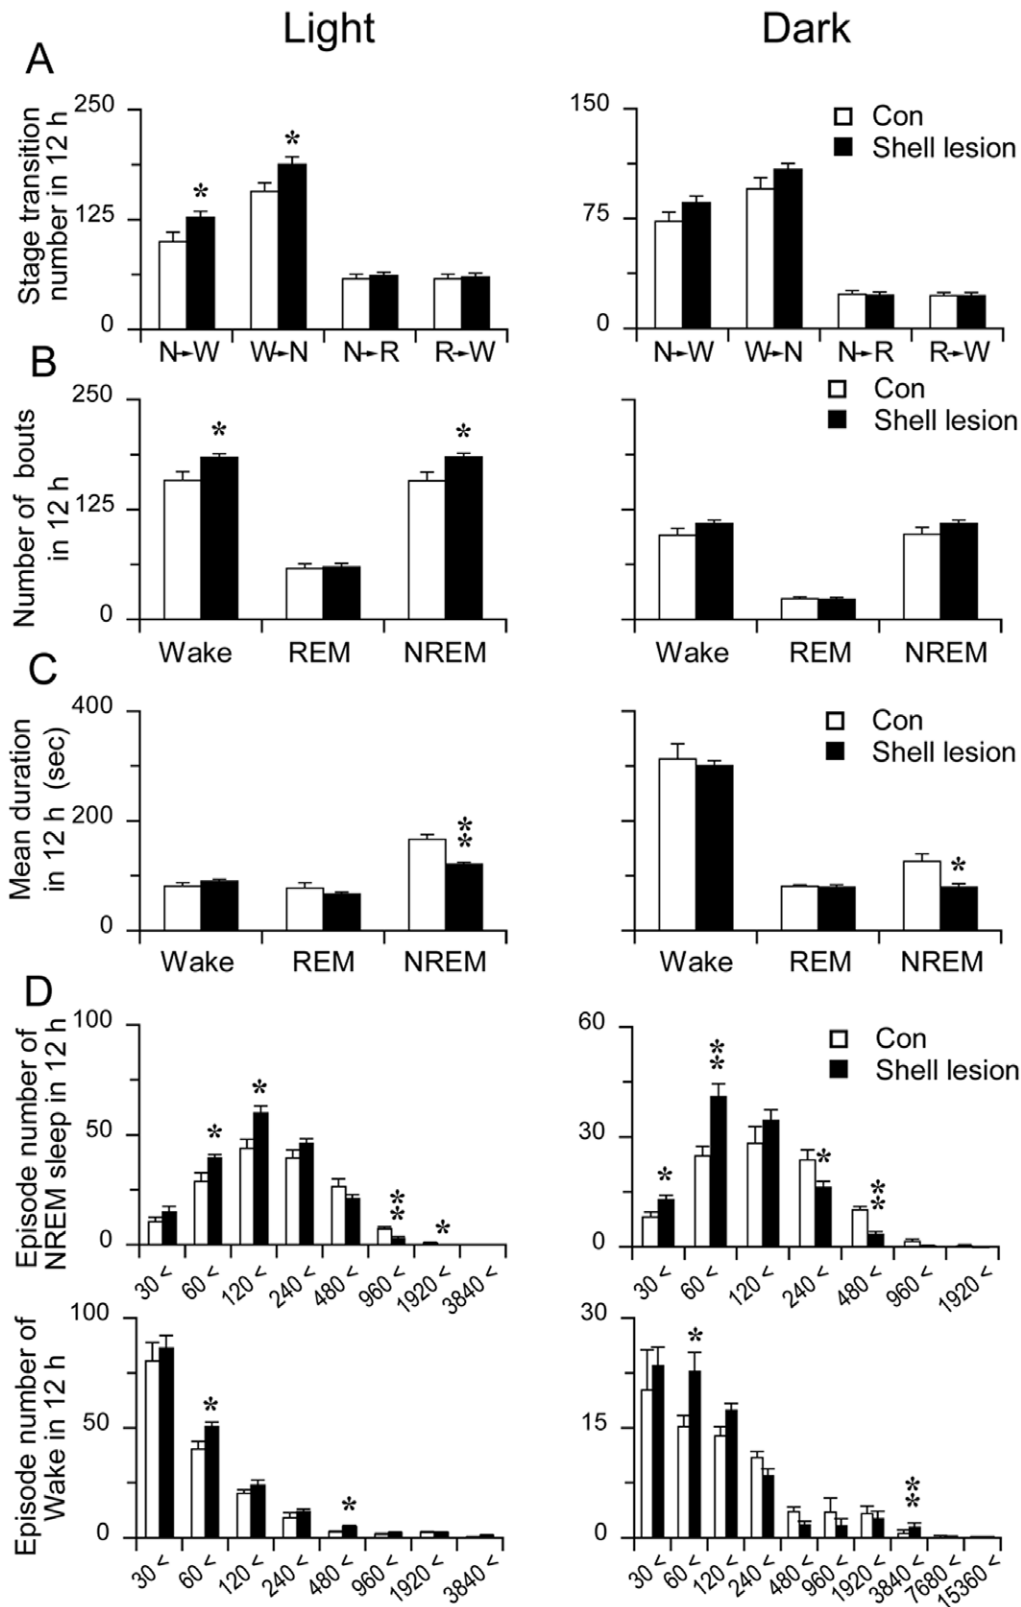 Light Dark
A
Stage transition
number in 12 h
250
125
0
* *
N→W W→N N→R R→W
150
75
0
Con
Shell lesion
N→W W→N N→R R→W
B
Number of bouts
in 12 h
250
125
0
* *
Wake REM NREM
Con
Shell lesion
Wake REM NREM
C
Mean duration
in 12 h (sec)
400
200
0
**
Wake REM NREM
Con
Shell lesion
*
Wake REM NREM
D
Episode number of
NREM sleep in 12 h
100
50
0
* * ** *
30 < 60 < 120 < 240 < 480 < 960 < 1920 < 3840 <
60
30
0
Con
Shell lesion
* ** * **
30 < 60 < 120 < 240 < 480 < 960 < 1920 <
Episode number of
Wake in 12 h
100
50
0
* *
30 < 60 < 120 < 240 < 480 < 960 < 1920 < 3840 <
30
15
0
* **
30 < 60 < 120 < 240 < 480 < 960 < 1920 < 3840 < 7680 < 15360 <